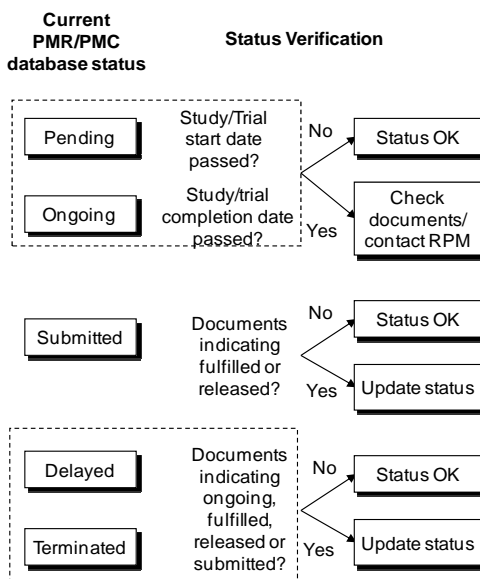 Current
PMR/PMC
database status
Status Verification
Pending
Study/Trial
start date
passed?
No
Status OK
Ongoing
Study/trial
completion date
passed?
Yes
Check
documents/
contact RPM
Submitted
Documents
indicating
fulfilled or
released?
No
Status OK
Yes
Update status
Delayed
Terminated
Documents
indicating
ongoing,
fulfilled,
released or
submitted?
No
Status OK
Yes
Update status